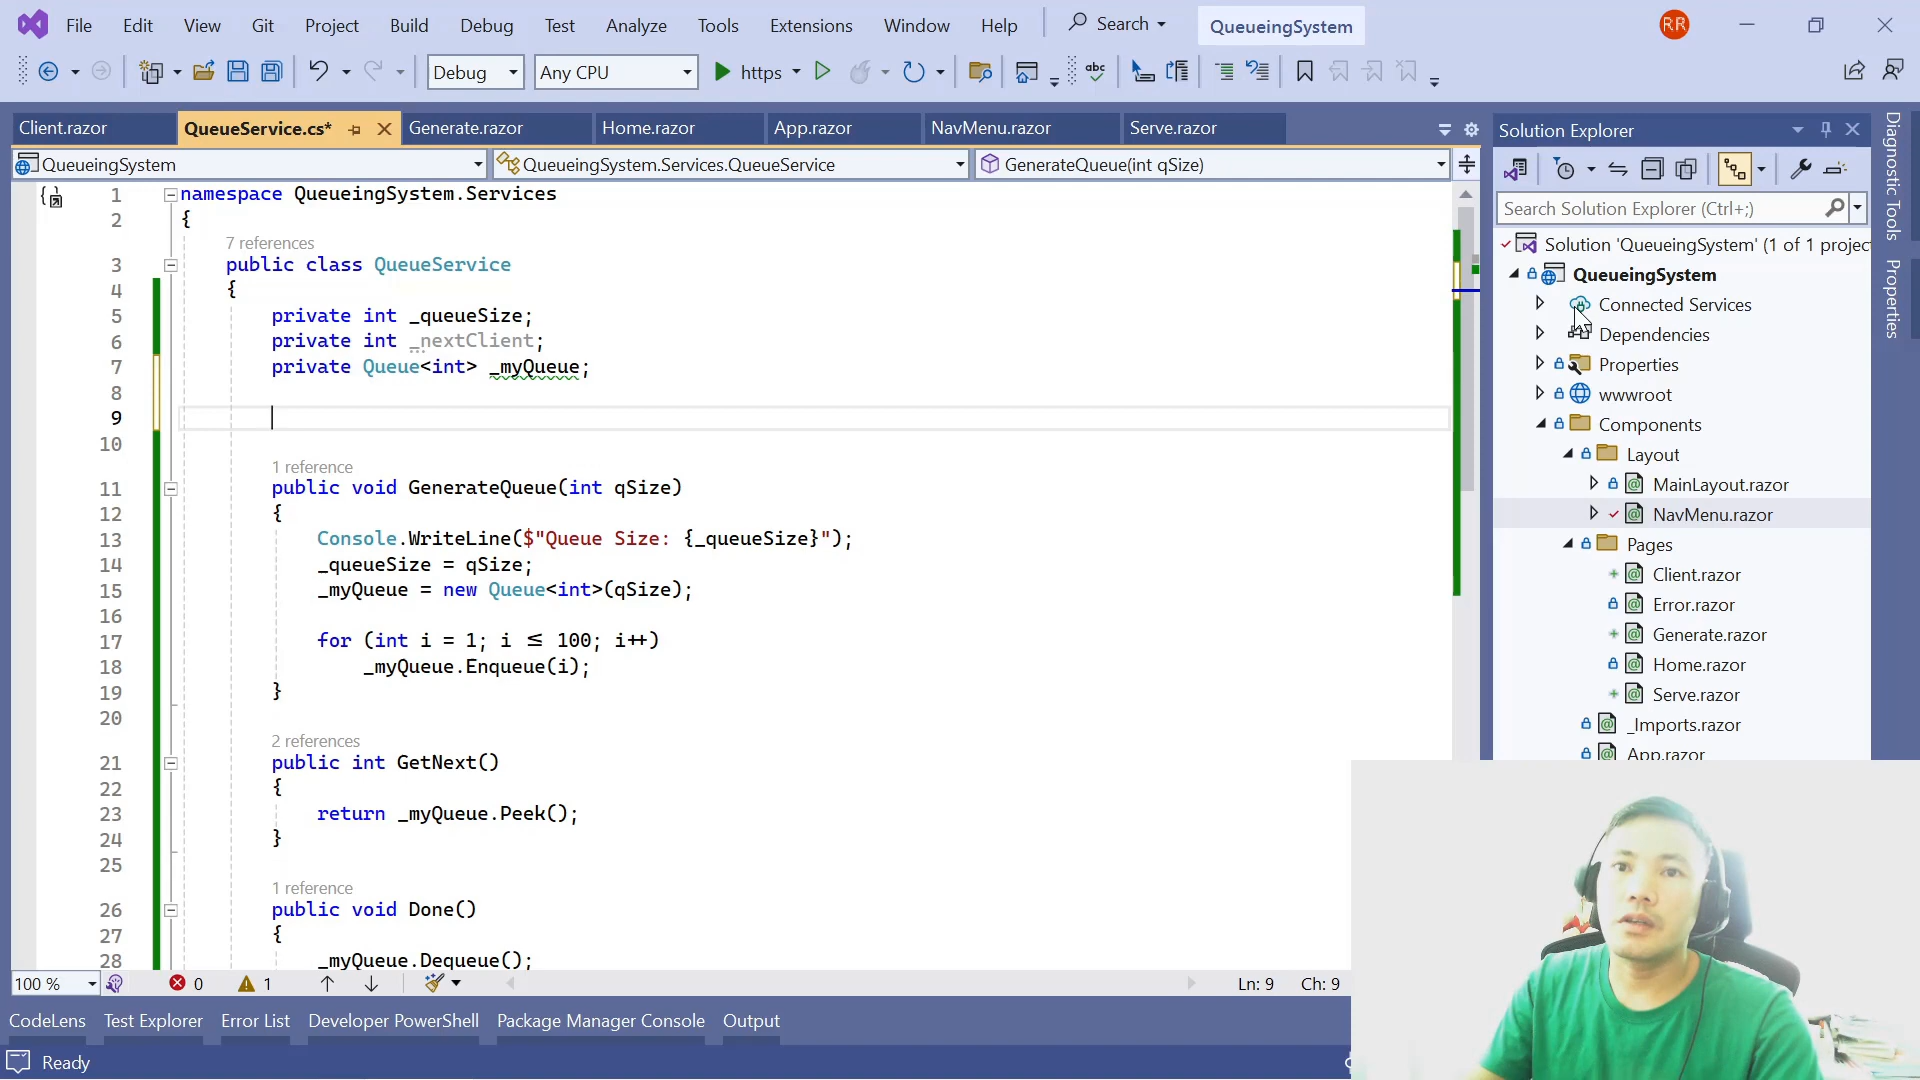 File Edit View Git Project Build Debug Test Analyze Tools Extensions Window Help Search QueueingSystem RR
Debug Any CPU https abc
Client.razor QueueService.cs* Generate.razor Home.razor App.razor NavMenu.razor Serve.razor
QueueingSystem QueueingSystem.Services.QueueService GenerateQueue(int qSize)
1 namespace QueueingSystem.Services
2 {
7 references
3 public class QueueService
4 {
5 private int _queueSize;
6 private int _nextClient;
7 private Queue<int> _myQueue;
8
9
10
1 reference
11 public void GenerateQueue(int qSize)
12 {
13 Console.WriteLine($"Queue Size: {_queueSize}");
14 _queueSize = qSize;
15 _myQueue = new Queue<int>(qSize);
16
17 for (int i = 1; i ≤ 100; i++)
18 _myQueue.Enqueue(i);
19 }
20
2 references
21 public int GetNext()
22 {
23 return _myQueue.Peek();
24 }
25
1 reference
26 public void Done()
27 {
28 _myQueue.Dequeue();
100 % 0 1 Ln: 9 Ch: 9
CodeLens Test Explorer Error List Developer PowerShell Package Manager Console Output
Ready
Solution Explorer
Search Solution Explorer (Ctrl+;)
Solution 'QueueingSystem' (1 of 1 projec
QueueingSystem
Connected Services
Dependencies
Properties
wwwroot
Components
Layout
MainLayout.razor
NavMenu.razor
Pages
Client.razor
Error.razor
Generate.razor
Home.razor
Serve.razor
_Imports.razor
App.razor
Diagnostic Tools
Properties